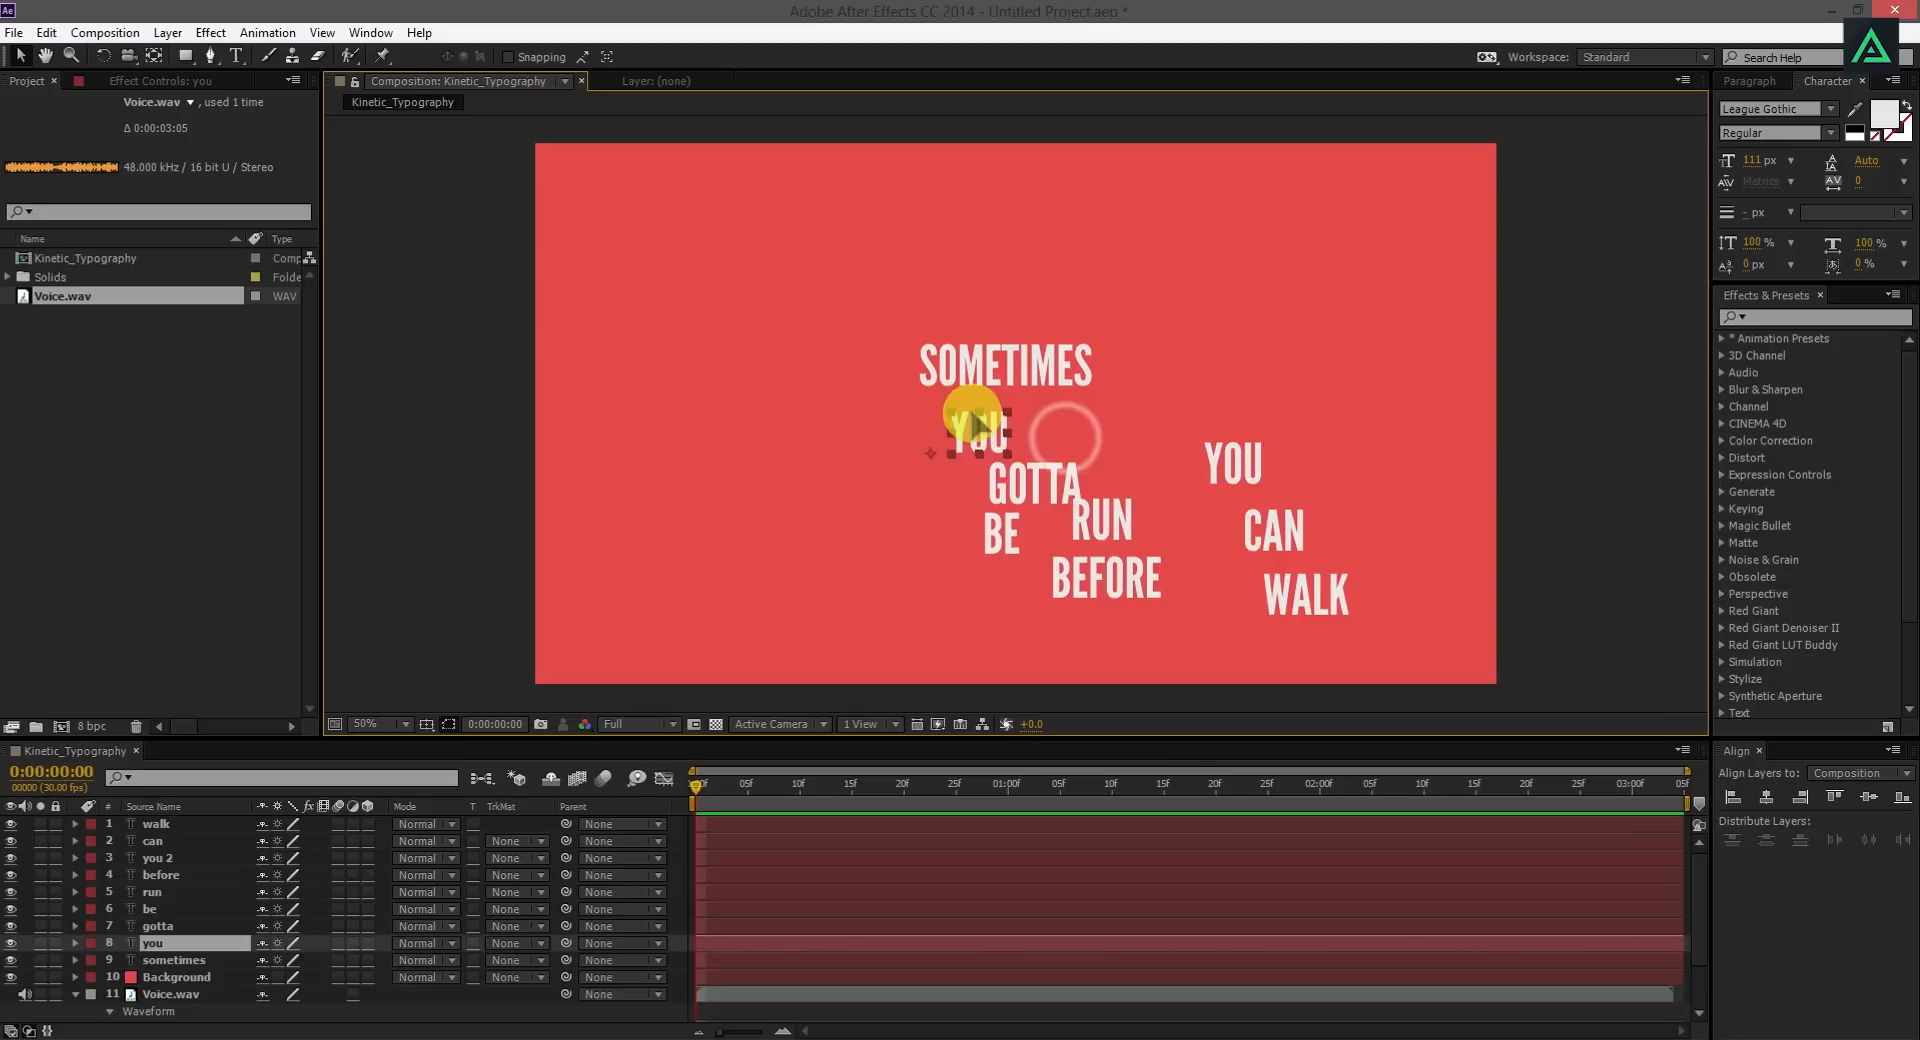 Ae
Adobe After Effects CC 2014 - Untitled Project.aep *
File Edit Composition Layer Effect Animation View Window Help
Snapping
Workspace: Standard
Search Help
Project
Effect Controls: you
Composition: Kinetic_Typography
Layer: (none)
Paragraph
Character
Voice.wav , used 1 time
Δ 0:00:03:05
48.000 kHz / 16 bit U / Stereo
Kinetic_Typography
League Gothic
Regular
111 px
Auto
Metrics
0
- px
100 %
100 %
0 px
0 %
Name
Type
Kinetic_Typography
Comp
Solids
Folde
Voice.wav
WAV
SOMETIMES
YOU
GOTTA
BE
RUN
BEFORE
YOU
CAN
WALK
Effects & Presets
* Animation Presets
3D Channel
Audio
Blur & Sharpen
Channel
CINEMA 4D
Color Correction
Distort
Expression Controls
Generate
Keying
Magic Bullet
Matte
Noise & Grain
Obsolete
Perspective
Red Giant
Red Giant Denoiser II
Red Giant LUT Buddy
Simulation
Stylize
Synthetic Aperture
Text
8 bpc
50%
0:00:00:00
Full
Active Camera
1 View
+0.0
Kinetic_Typography
Align
0:00:00:00
00000 (30.00 fps)
05f 10f 15f 20f 25f 01:00f 05f 10f 15f 20f 25f 02:00f 05f 10f 15f 20f 25f 03:00f 05f
Align Layers to: Composition
Distribute Layers:
# Source Name fx Mode T TrkMat Parent
1 T walk Normal None
2 T can Normal None None
3 T you 2 Normal None None
4 T before Normal None None
5 T run Normal None None
6 T be Normal None None
7 T gotta Normal None None
8 T you Normal None None
9 T sometimes Normal None None
10 Background Normal None None
11 Voice.wav None
Waveform